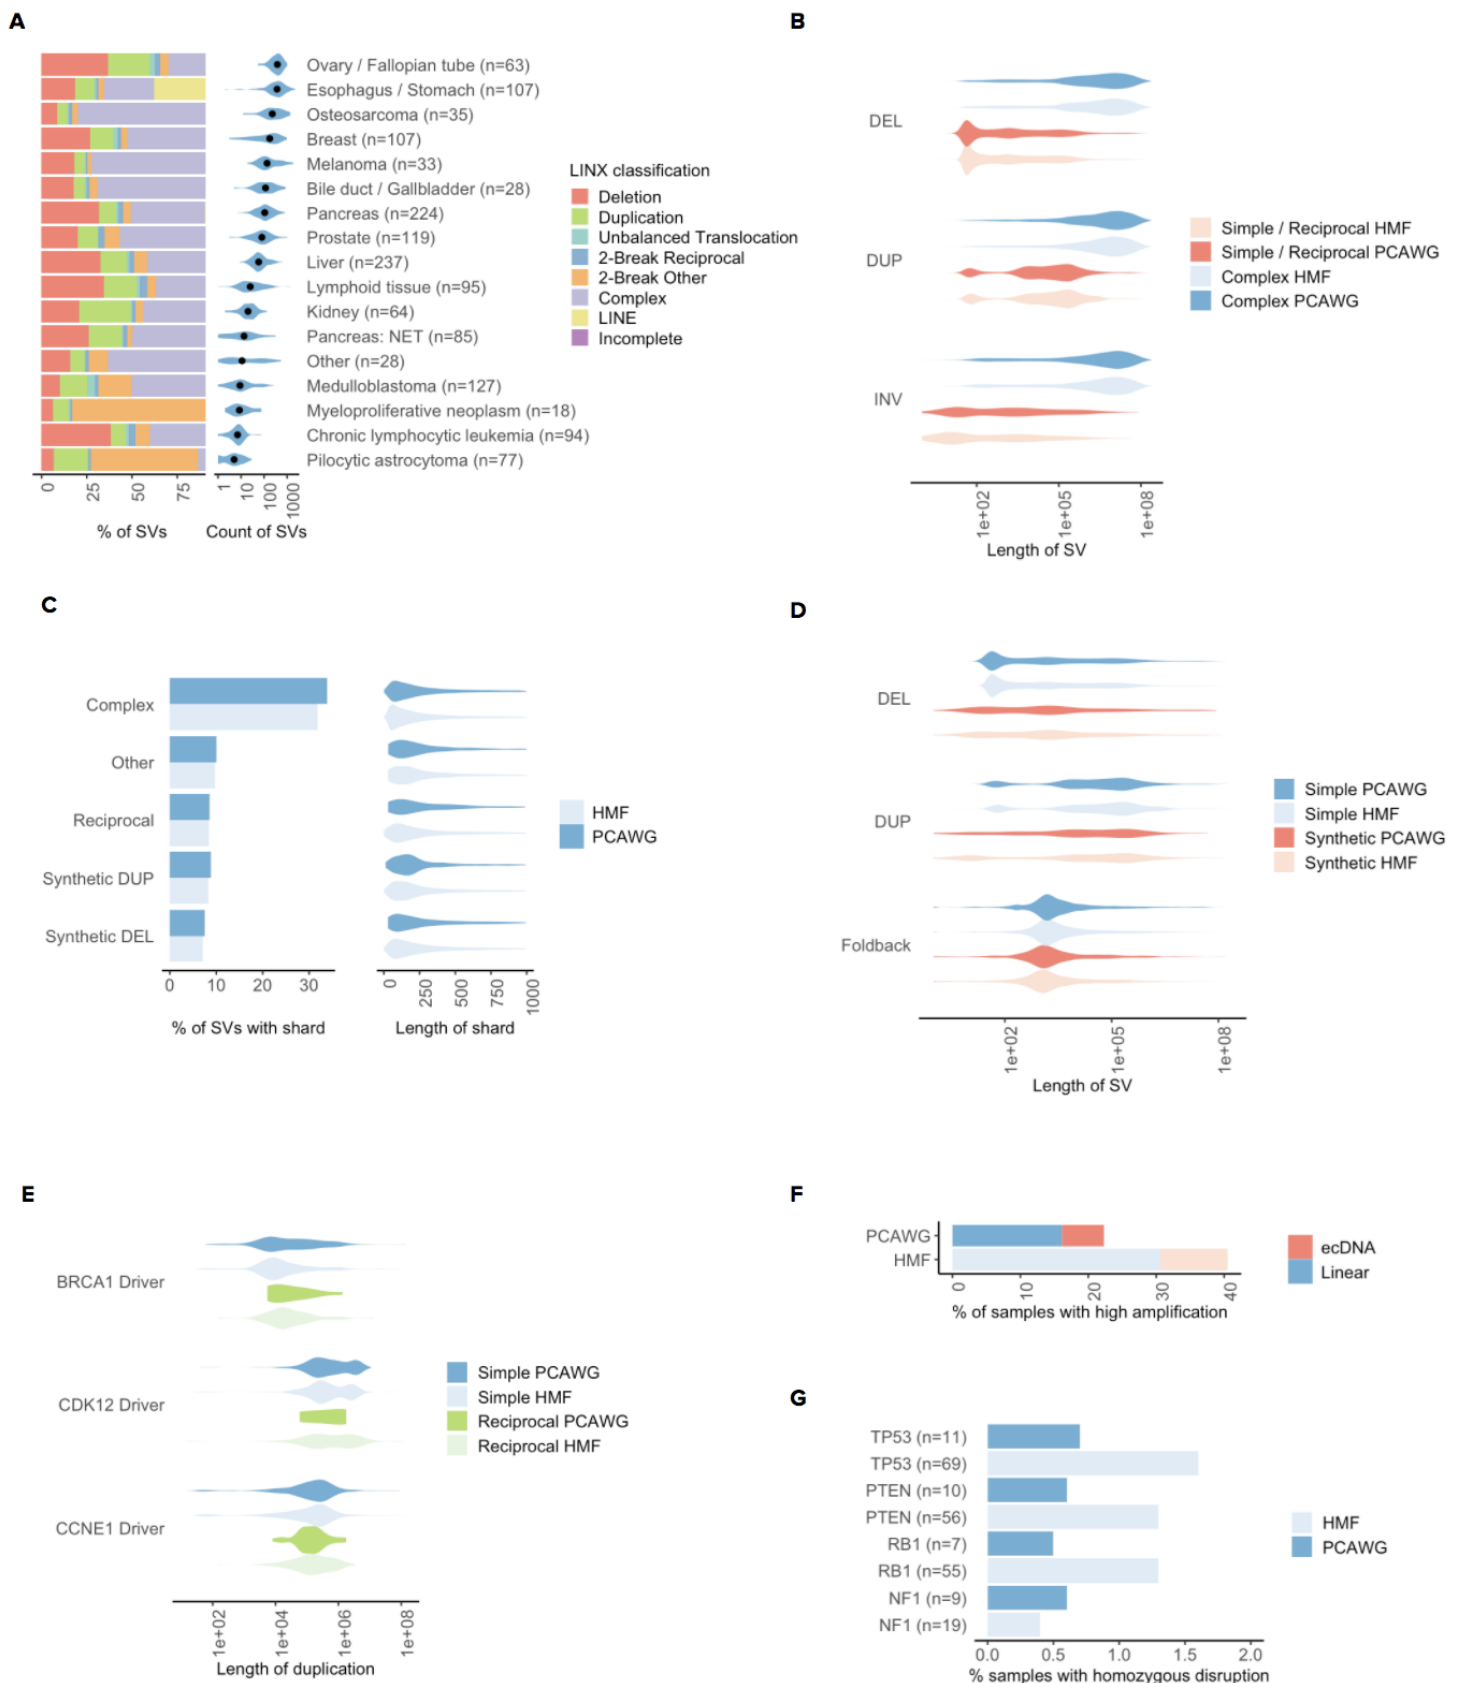 A
Ovary / Fallopian tube (n=63)
Esophagus / Stomach (n=107)
Osteosarcoma (n=35)
Breast (n=107)
Melanoma (n=33)
Bile duct / Gallbladder (n=28)
Pancreas (n=224)
Prostate (n=119)
Liver (n=237)
Lymphoid tissue (n=95)
Kidney (n=64)
Pancreas: NET (n=85)
Other (n=28)
Medulloblastoma (n=127)
Myeloproliferative neoplasm (n=18)
Chronic lymphocytic leukemia (n=94)
Pilocytic astrocytoma (n=77)
0 25 50 75
1 10 100 1000
% of SVs
Count of SVs
LINX classification
Deletion
Duplication
Unbalanced Translocation
2-Break Reciprocal
2-Break Other
Complex
LINE
Incomplete
B
DEL
DUP
INV
1e+02 1e+05 1e+08
Length of SV
Simple / Reciprocal HMF
Simple / Reciprocal PCAWG
Complex HMF
Complex PCAWG
C
Complex
Other
Reciprocal
Synthetic DUP
Synthetic DEL
0 10 20 30
% of SVs with shard
0 250 500 750 1000
Length of shard
HMF
PCAWG
D
DEL
DUP
Foldback
1e+02 1e+05 1e+08
Length of SV
Simple PCAWG
Simple HMF
Synthetic PCAWG
Synthetic HMF
E
BRCA1 Driver
CDK12 Driver
CCNE1 Driver
1e+02 1e+04 1e+06 1e+08
Length of duplication
Simple PCAWG
Simple HMF
Reciprocal PCAWG
Reciprocal HMF
F
PCAWG
HMF
0 10 20 30 40
% of samples with high amplification
ecDNA
Linear
G
TP53 (n=11)
TP53 (n=69)
PTEN (n=10)
PTEN (n=56)
RB1 (n=7)
RB1 (n=55)
NF1 (n=9)
NF1 (n=19)
0.0 0.5 1.0 1.5 2.0
% samples with homozygous disruption
HMF
PCAWG